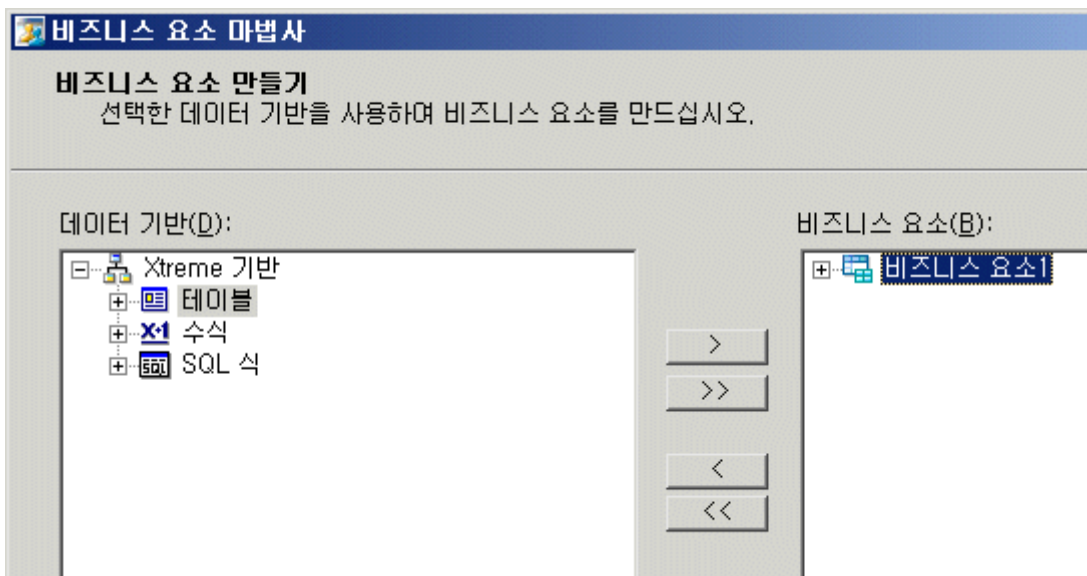 비즈니스 요소 마법사
비즈니스 요소 만들기
선택한 데이터 기반을 사용하여 비즈니스 요소를 만드십시오.
데이터 기반(D):
Xtreme 기반
테이블
X+1 수식
SQL SQL 식
>
>>
<
<<
비즈니스 요소(B):
비즈니스 요소1